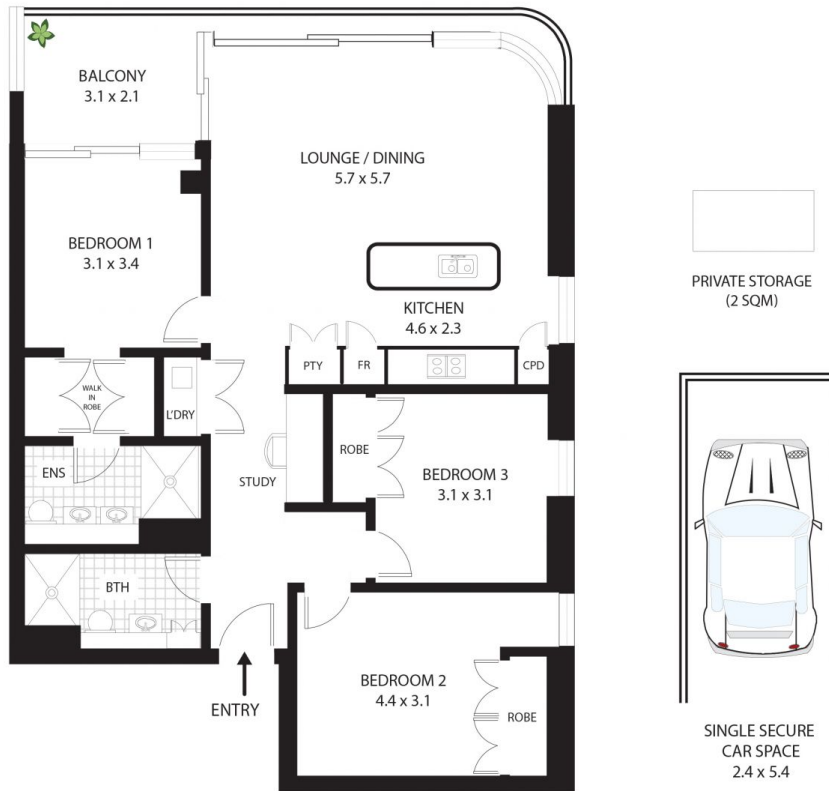 BALCONY
3.1 x 2.1
LOUNGE / DINING
5.7 x 5.7
BEDROOM 1
3.1 x 3.4
KITCHEN
4.6 x 2.3
PTY
FR
CPD
WALK
IN
ROBE
L'DRY
ENS
STUDY
ROBE
BEDROOM 3
3.1 x 3.1
BTH
BEDROOM 2
4.4 x 3.1
ROBE
ENTRY
PRIVATE STORAGE
(2 SQM)
SINGLE SECURE
CAR SPACE
2.4 x 5.4